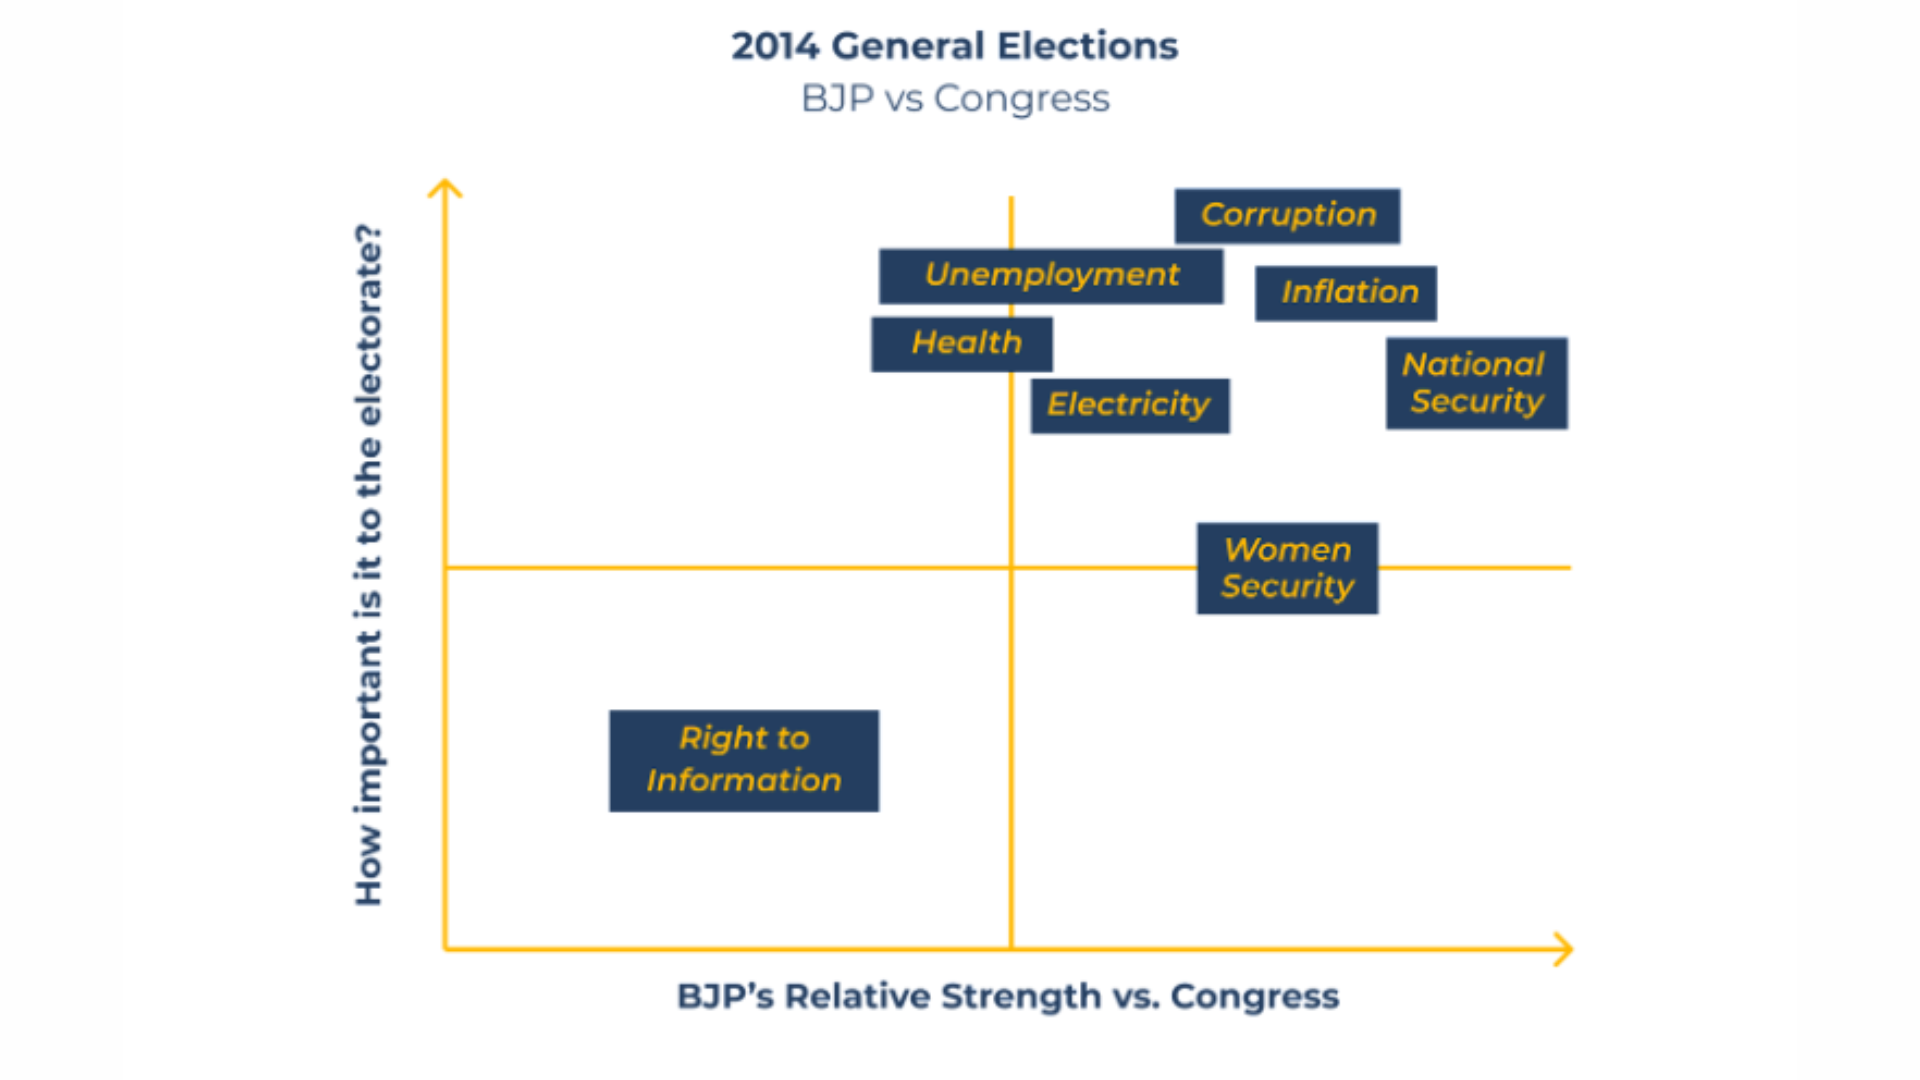 2014 General Elections
BJP vs Congress
How important is it to the electorate?
Corruption
Unemployment
Inflation
Health
National
Security
Electricity
Women
Security
Right to
Information
BJP’s Relative Strength vs. Congress